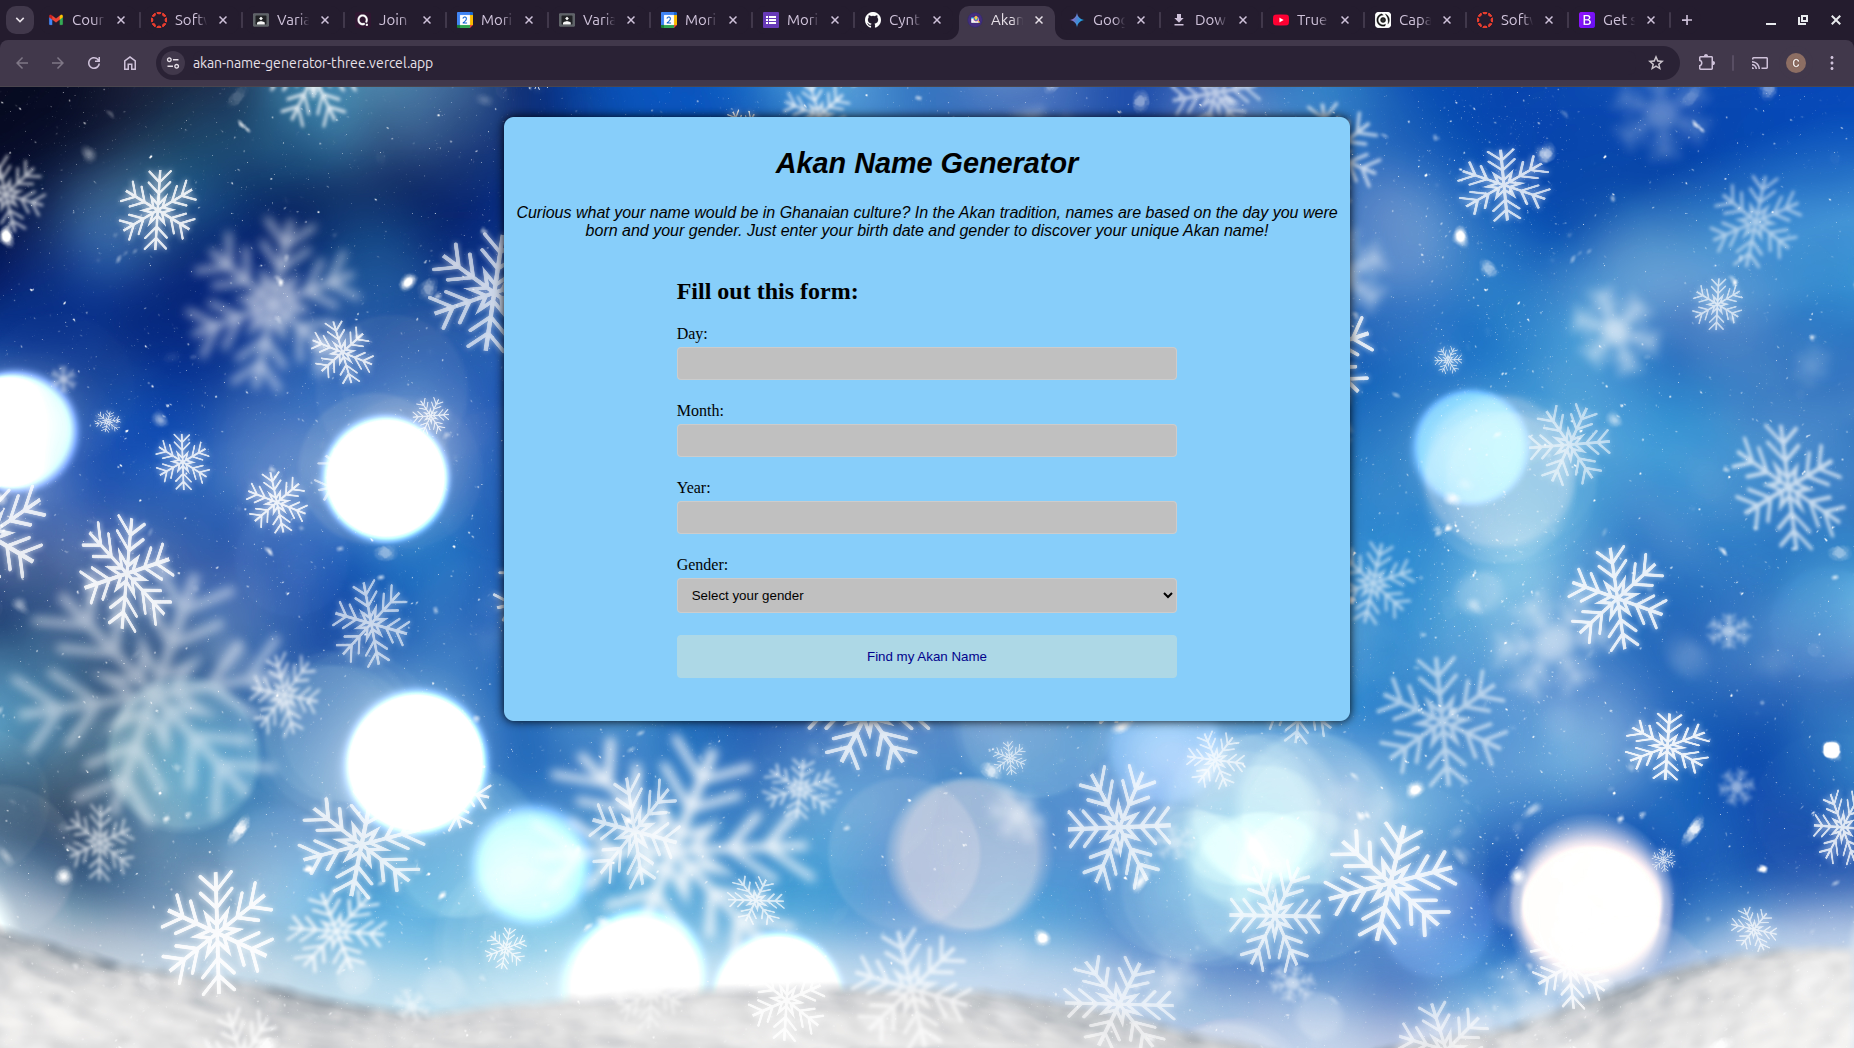 Cour
Softw
Varia
Join
Mori
Varia
Mori
Mori
Cynt
Akan
Goog
Dow
True
Capa
Softw
Get s
akan-name-generator-three.vercel.app
C
Akan Name Generator
Curious what your name would be in Ghanaian culture? In the Akan tradition, names are based on the day you were
born and your gender. Just enter your birth date and gender to discover your unique Akan name!
Fill out this form:
Day:
Month:
Year:
Gender:
Select your gender
Find my Akan Name